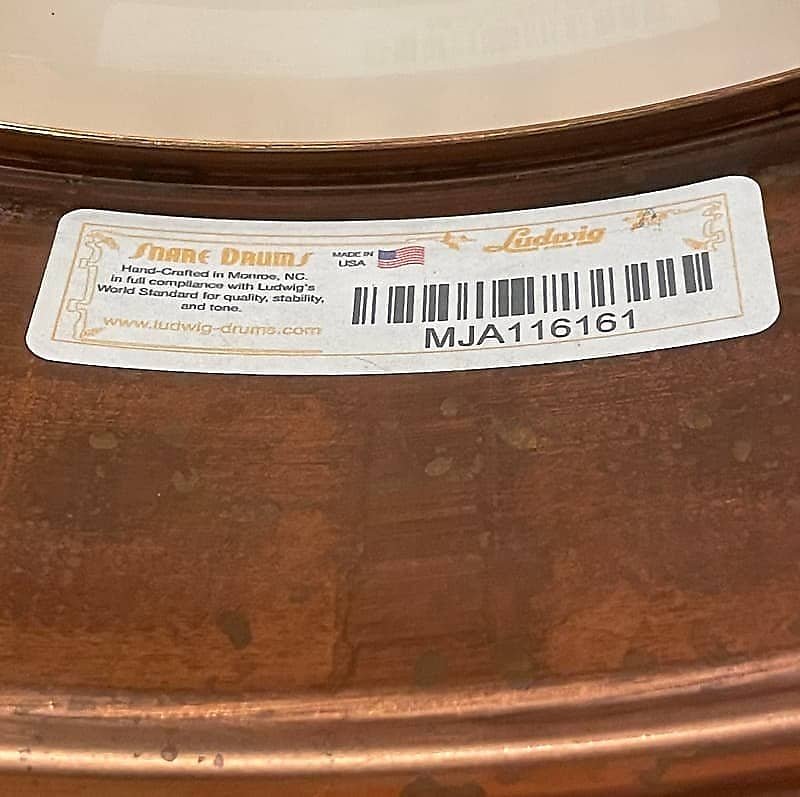 Snare Drums
Hand-Crafted in Monroe, NC.
in full compliance with Ludwig's
World Standard for quality, stability,
and tone.
www.ludwig-drums.com
MADE IN
USA
Ludwig
MJA116161